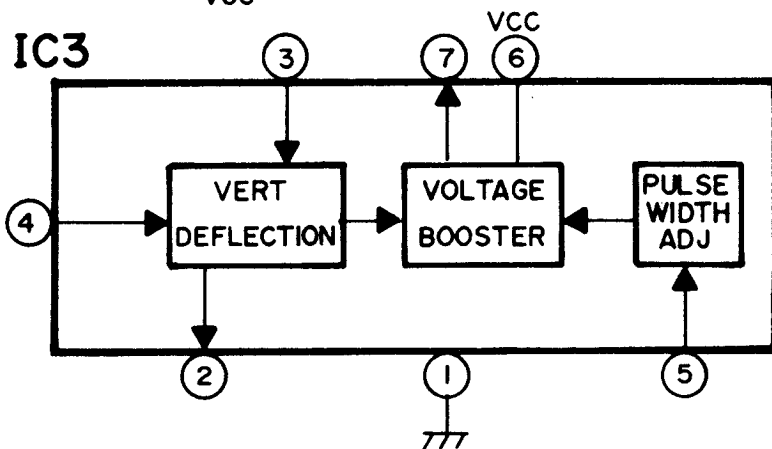 VCC
IC3
3
7
VCC
6
4
VERT
DEFLECTION
VOLTAGE
BOOSTER
PULSE
WIDTH
ADJ
2
1
5